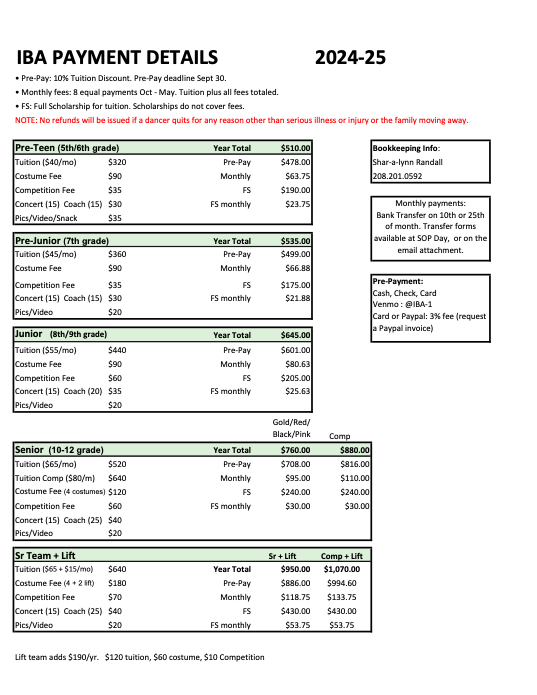 IBA PAYMENT DETAILS 2024-25
• Pre-Pay: 10% Tuition Discount. Pre-Pay deadline Sept 30.
• Monthly fees: 8 equal payments Oct - May. Tuition plus all fees totaled.
• FS: Full Scholarship for tuition. Scholarships do not cover fees.
NOTE: No refunds will be issued if a dancer quits for any reason other than serious illness or injury or the family moving away.
Pre-Teen (5th/6th grade) Year Total $510.00
Tuition ($40/mo) $320 Pre-Pay $478.00
Costume Fee $90 Monthly $63.75
Competition Fee $35 FS $190.00
Concert (15) Coach (15) $30 FS monthly $23.75
Pics/Video/Snack $35
Bookkeeping Info:
Shar-a-lynn Randall
208.201.0592
Monthly payments:
Bank Transfer on 10th or 25th
of month. Transfer forms
available at SOP Day, or on the
email attachment.
Pre-Junior (7th grade) Year Total $535.00
Tuition ($45/mo) $360 Pre-Pay $499.00
Costume Fee $90 Monthly $66.88
Competition Fee $35 FS $175.00
Concert (15) Coach (15) $30 FS monthly $21.88
Pics/Video $20
Pre-Payment:
Cash, Check, Card
Venmo : @IBA-1
Card or Paypal: 3% fee (request
a Paypal invoice)
Junior (8th/9th grade) Year Total $645.00
Tuition ($55/mo) $440 Pre-Pay $601.00
Costume Fee $90 Monthly $80.63
Competition Fee $60 FS $205.00
Concert (15) Coach (20) $35 FS monthly $25.63
Pics/Video $20
Gold/Red/
Black/Pink Comp
Senior (10-12 grade) Year Total $760.00 $880.00
Tuition ($65/mo) $520 Pre-Pay $708.00 $816.00
Tuition Comp ($80/m) $640 Monthly $95.00 $110.00
Costume Fee (4 costumes) $120 FS $240.00 $240.00
Competition Fee $60 FS monthly $30.00 $30.00
Concert (15) Coach (25) $40
Pics/Video $20
Sr Team + Lift Sr + Lift Comp + Lift
Tuition ($65 + $15/mo) $640 Year Total $950.00 $1,070.00
Costume Fee (4 + 2 lift) $180 Pre-Pay $886.00 $994.60
Competition Fee $70 Monthly $118.75 $133.75
Concert (15) Coach (25) $40 FS $430.00 $430.00
Pics/Video $20 FS monthly $53.75 $53.75
Lift team adds $190/yr. $120 tuition, $60 costume, $10 Competition